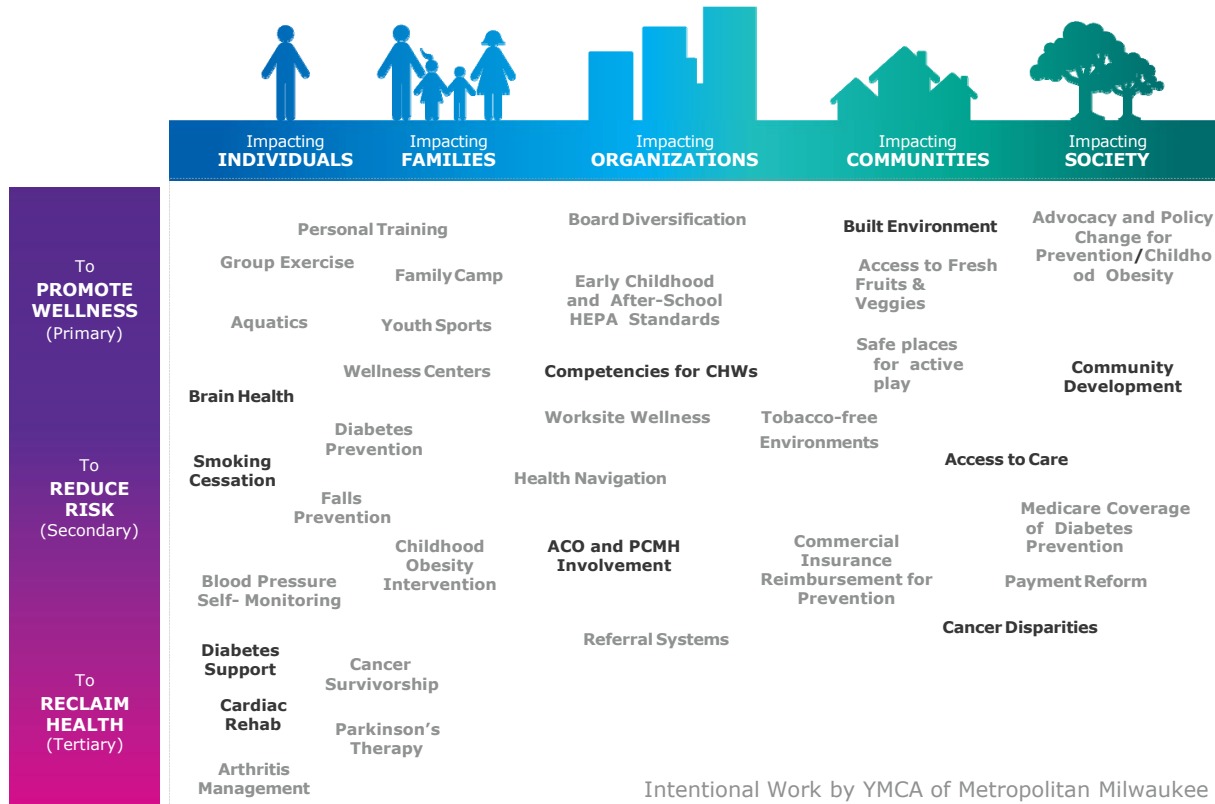 Impacting
INDIVIDUALS
Impacting
FAMILIES
Impacting
ORGANIZATIONS
Impacting
COMMUNITIES
Impacting
SOCIETY
To
PROMOTE
WELLNESS
(Primary)
To
REDUCE
RISK
(Secondary)
To
RECLAIM
HEALTH
(Tertiary)
Personal Training
Group Exercise
Family Camp
Aquatics
Youth Sports
Wellness Centers
Brain Health
Diabetes
Prevention
Smoking
Cessation
Falls
Prevention
Childhood
Obesity
Intervention
Blood Pressure
Self- Monitoring
Diabetes
Support
Cancer
Survivorship
Cardiac
Rehab
Parkinson's
Therapy
Arthritis
Management
Board Diversification
Early Childhood
and After-School
HEPA Standards
Competencies for CHWs
Worksite Wellness
Health Navigation
ACO and PCMH
Involvement
Referral Systems
Built Environment
Access to Fresh
Fruits &
Veggies
Safe places
for active
play
Tobacco-free
Environments
Commercial
Insurance
Reimbursement for
Prevention
Advocacy and Policy
Change for
Prevention/Childho
od Obesity
Community
Development
Access to Care
Medicare Coverage
of Diabetes
Prevention
Payment Reform
Cancer Disparities
Intentional Work by YMCA of Metropolitan Milwaukee